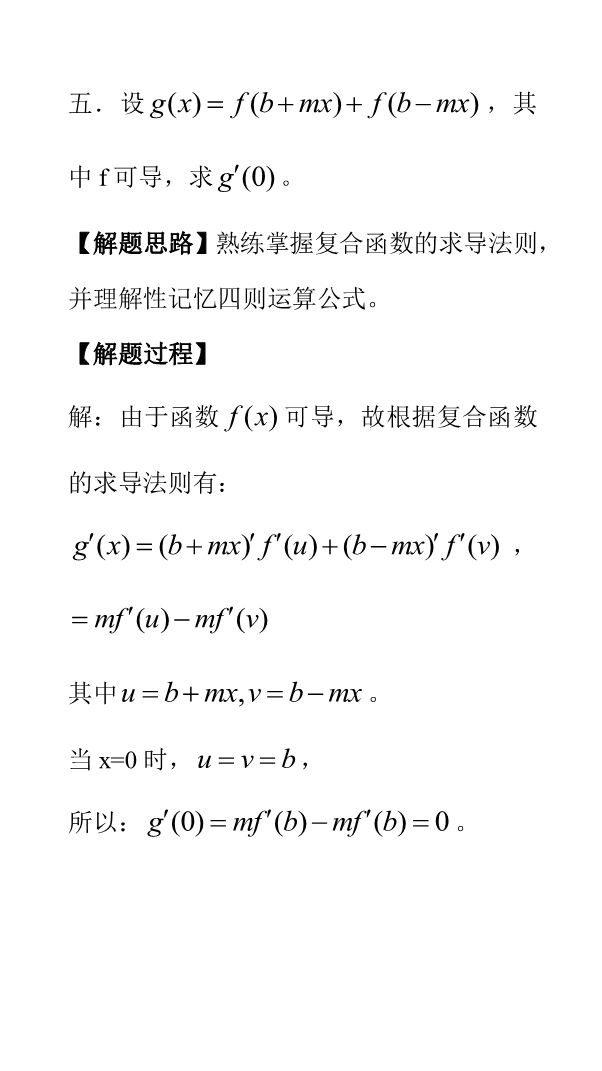 五．设 g(x) = f(b+mx)+ f(b−mx)，其
中 f 可导，求 g′(0)。
【解题思路】熟练掌握复合函数的求导法则，
并理解性记忆四则运算公式。
【解题过程】
解：由于函数 f(x) 可导，故根据复合函数
的求导法则有：
g′(x) = (b+mx)′ f′(u)+(b−mx)′ f′(v) ，
= mf′(u)−mf′(v)
其中 u = b+mx, v = b−mx 。
当 x=0 时， u = v = b，
所以： g′(0) = mf′(b)−mf′(b) = 0 。